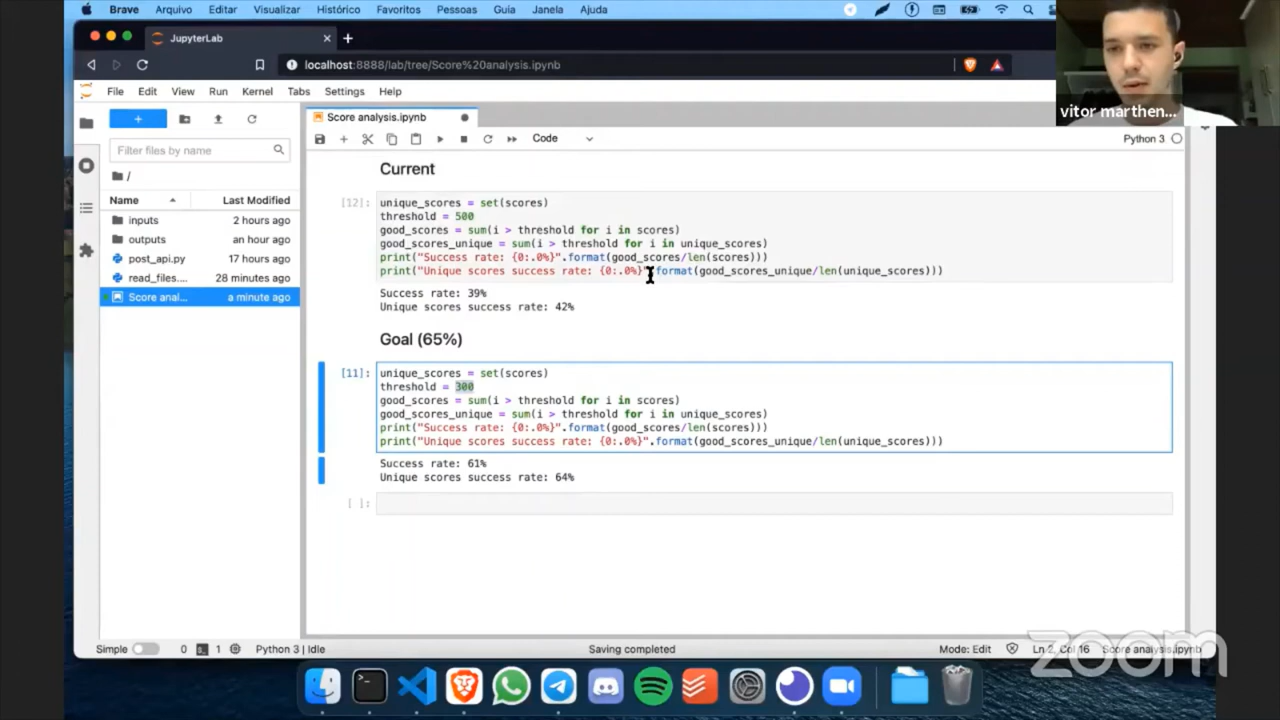 Brave Arquivo Editar Visualizar Histórico Favoritos Pessoas Guia Janela Ajuda
JupyterLab
localhost:8888/lab/tree/Score%20analysis.ipynb
vitor marthen...
File Edit View Run Kernel Tabs Settings Help
Score analysis.ipynb
Code
Python 3
Filter files by name
/
Name Last Modified
inputs 2 hours ago
outputs an hour ago
post_api.py 17 hours ago
read_files.... 28 minutes ago
Score anal... a minute ago
Current
[12]: unique_scores = set(scores)
threshold = 500
good_scores = sum(i > threshold for i in scores)
good_scores_unique = sum(i > threshold for i in unique_scores)
print("Success rate: {0:.0%}".format(good_scores/len(scores)))
print("Unique scores success rate: {0:.0%}".format(good_scores_unique/len(unique_scores)))
Success rate: 39%
Unique scores success rate: 42%
Goal (65%)
[11]: unique_scores = set(scores)
threshold = 300
good_scores = sum(i > threshold for i in scores)
good_scores_unique = sum(i > threshold for i in unique_scores)
print("Success rate: {0:.0%}".format(good_scores/len(scores)))
print("Unique scores success rate: {0:.0%}".format(good_scores_unique/len(unique_scores)))
Success rate: 61%
Unique scores success rate: 64%
[ ]:
Simple 0 1 Python 3 | Idle Saving completed Mode: Edit Ln 2, Col 16 Score analysis.ipynb
zoom